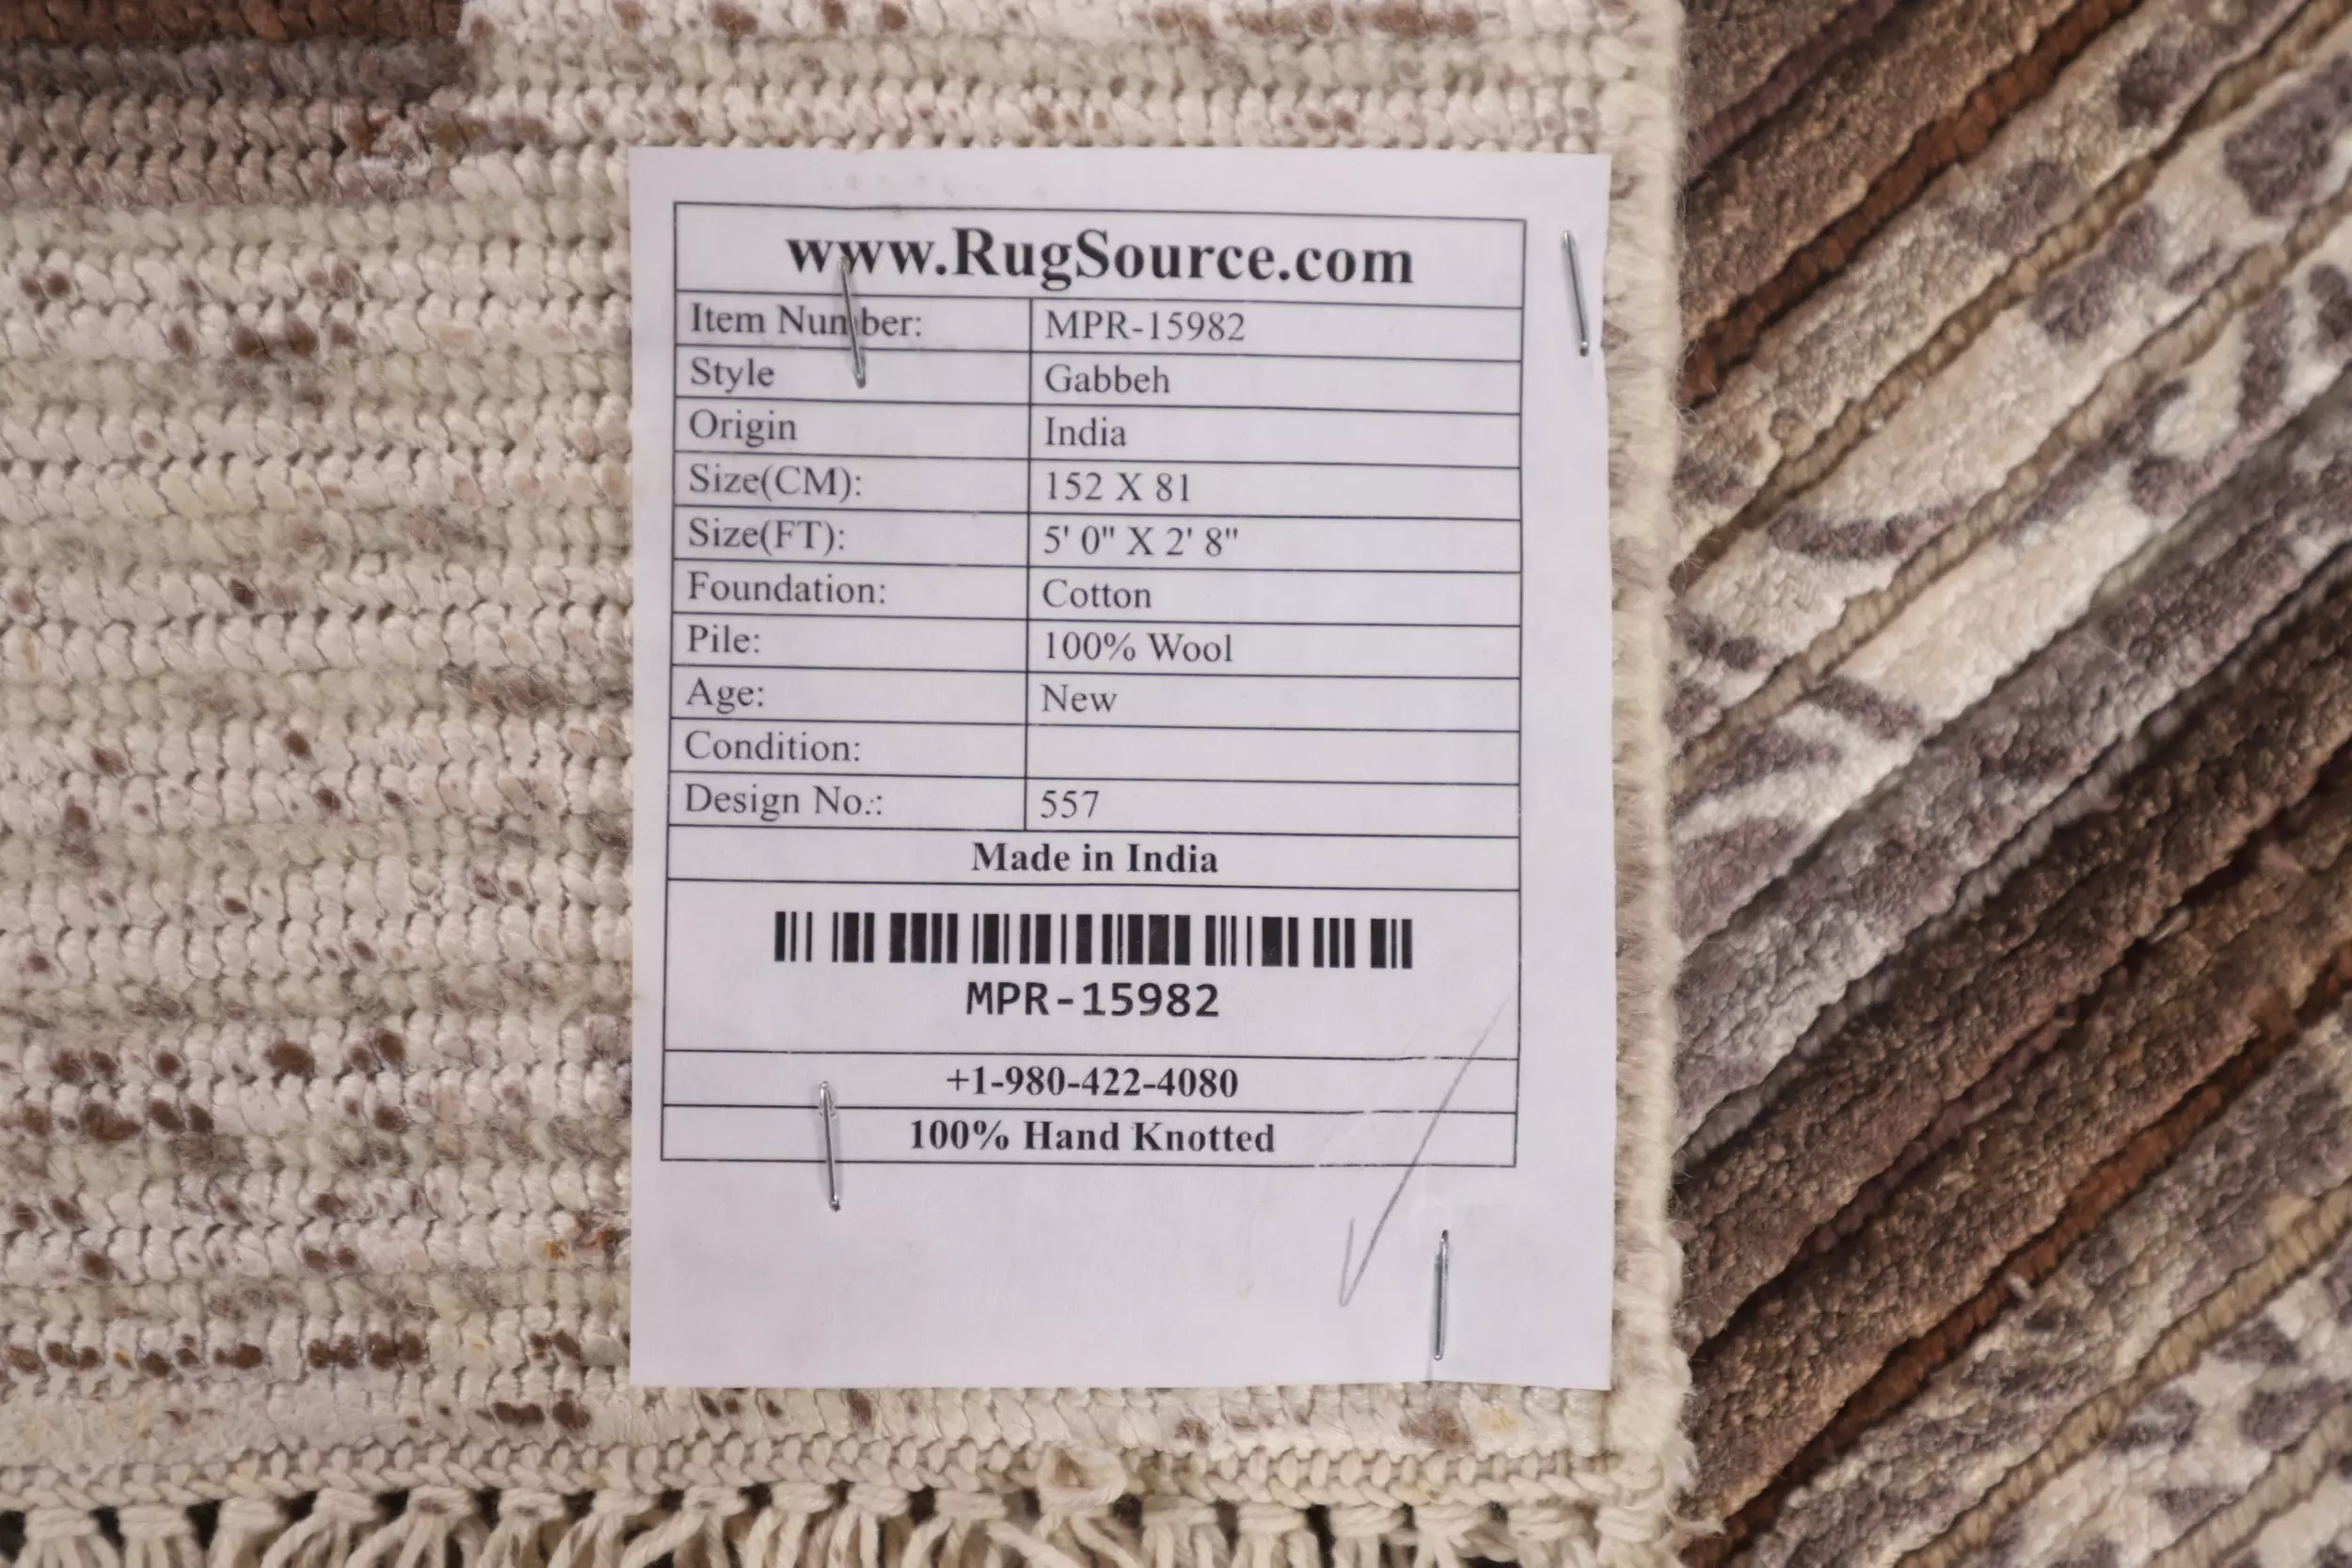 www.RugSource.com
Item Number: MPR-15982
Style Gabbeh
Origin India
Size(CM): 152 X 81
Size(FT): 5' 0" X 2' 8"
Foundation: Cotton
Pile: 100% Wool
Age: New
Condition:
Design No.: 557
Made in India
MPR-15982
+1-980-422-4080
100% Hand Knotted